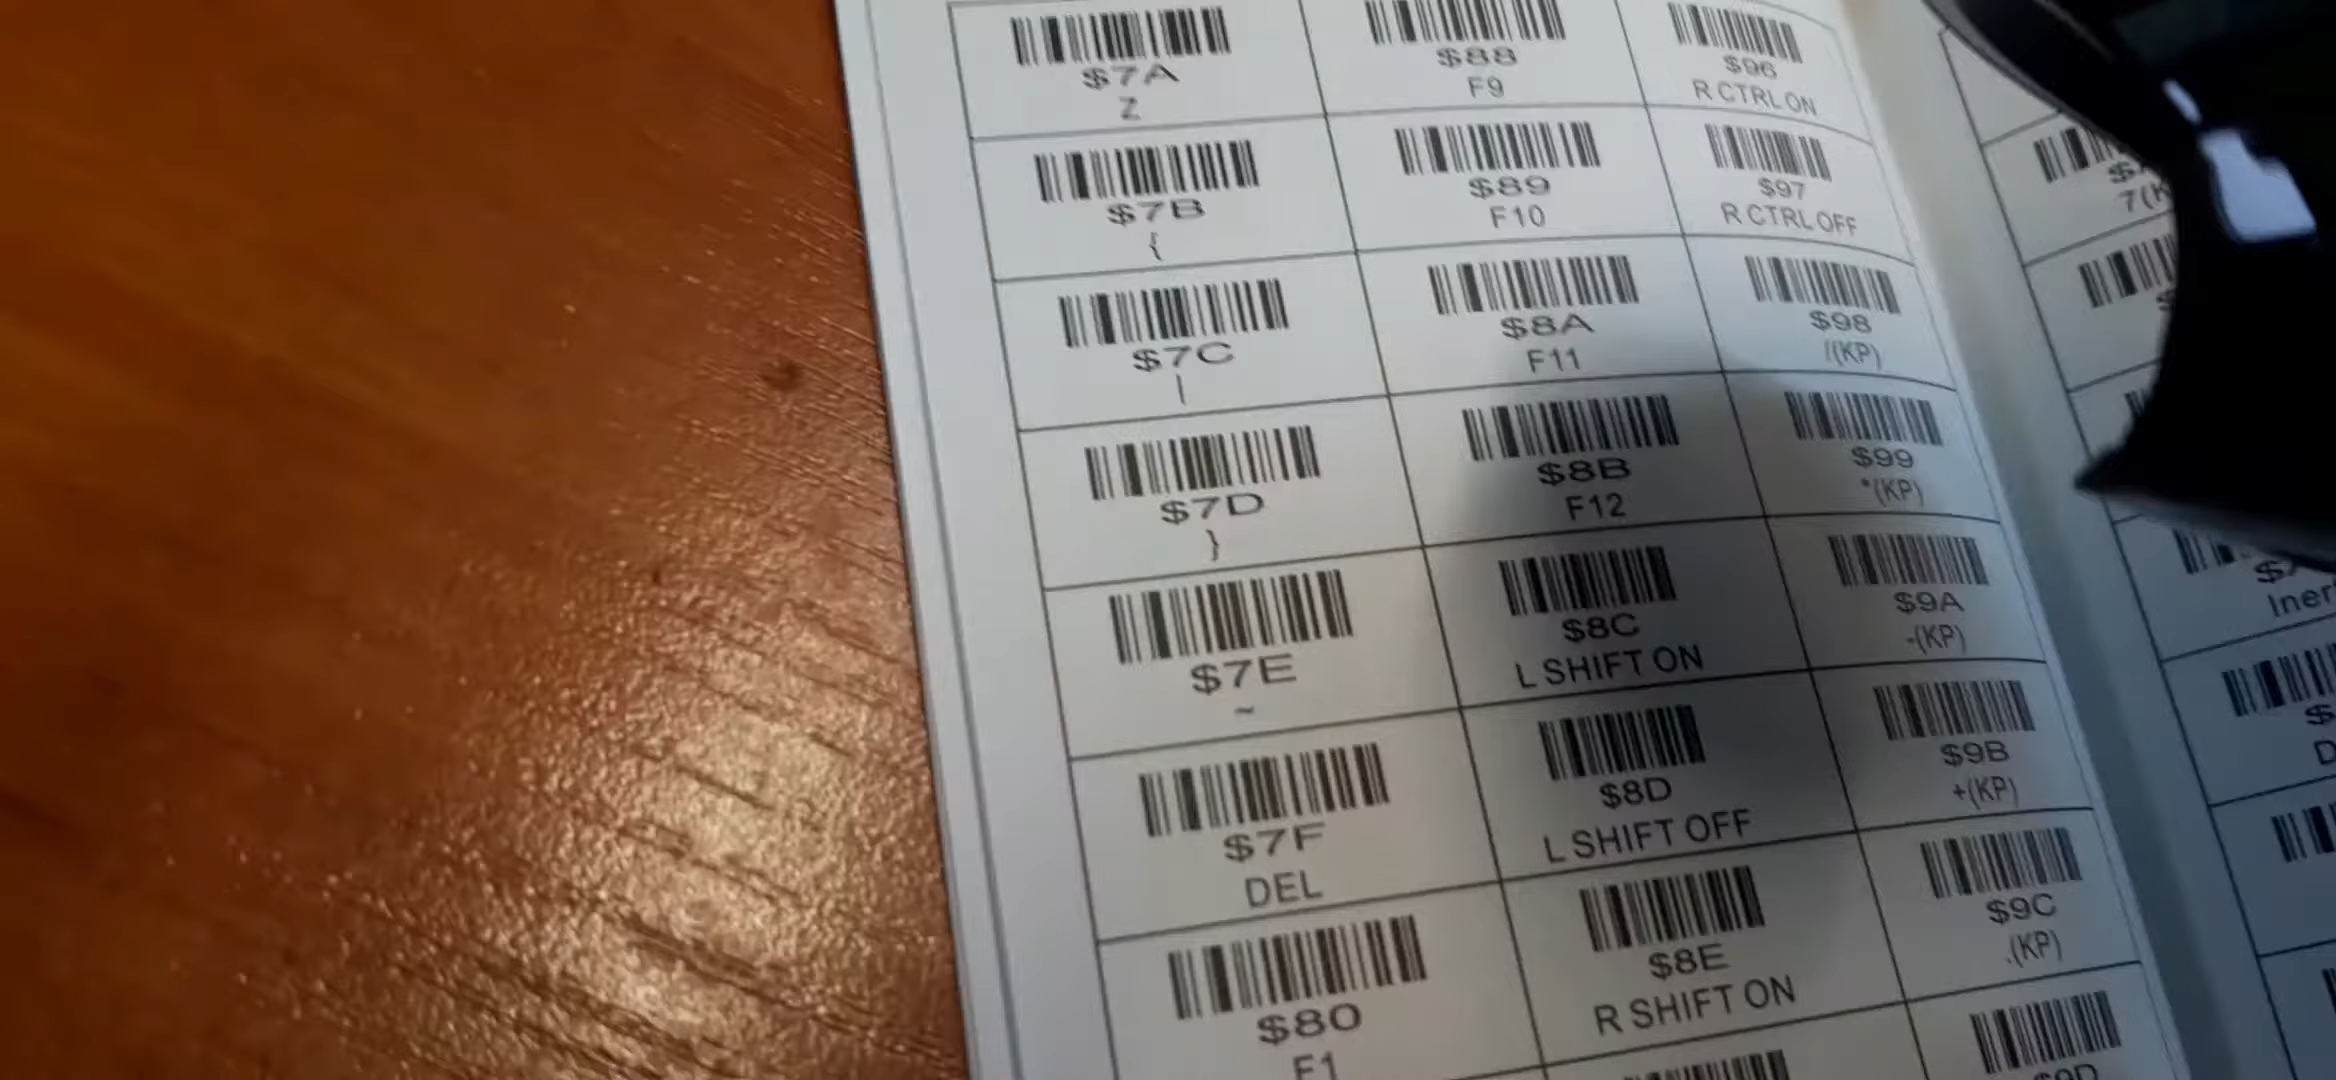 $7A
Z
$88
F9
$96
R CTRL ON
$7B
{
$89
F10
$97
R CTRL OFF
$7C
|
$8A
F11
$98
/(KP)
$7D
}
$8B
F12
$99
*(KP)
$7E
~
$8C
L SHIFT ON
$9A
-(KP)
$7F
DEL
$8D
L SHIFT OFF
$9B
+(KP)
$80
F1
$8E
R SHIFT ON
$9C
.(KP)
$9D